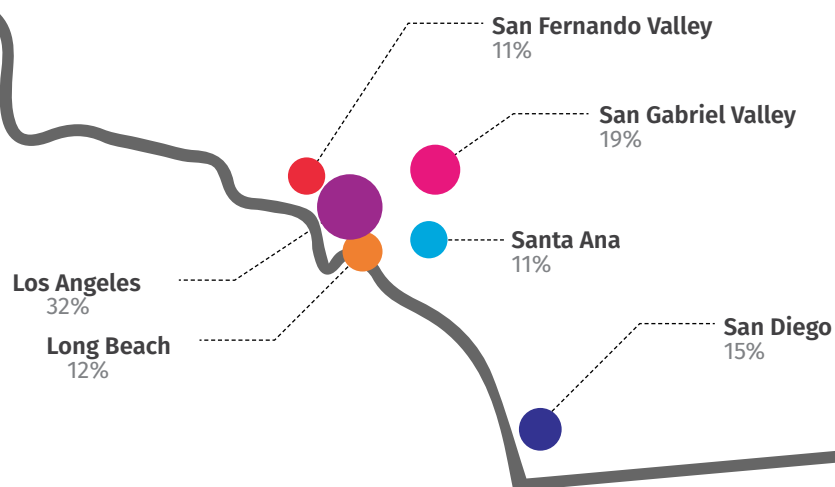 San Fernando Valley
11%
San Gabriel Valley
19%
Santa Ana
11%
Los Angeles
32%
Long Beach
12%
San Diego
15%